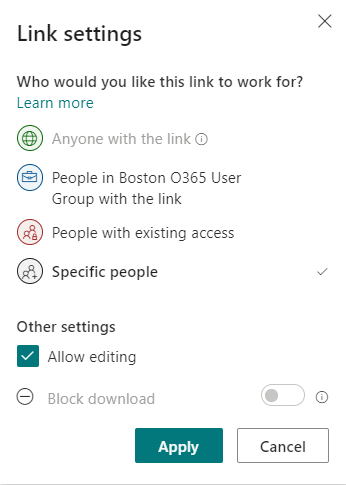 Link settings
Who would you like this link to work for?
Learn more
Anyone with the link
People in Boston O365 User
Group with the link
People with existing access
Specific people
Other settings
Allow editing
Block download
Apply
Cancel